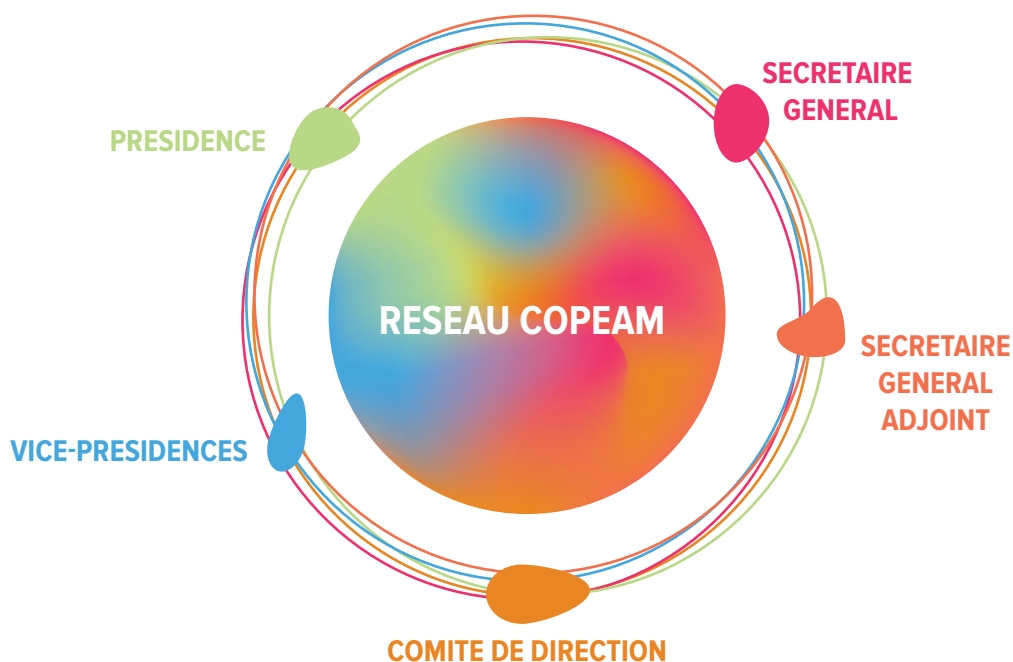 SECRETAIRE
GENERAL
PRESIDENCE
RESEAU COPEAM
SECRETAIRE
GENERAL
ADJOINT
VICE-PRESIDENCES
COMITE DE DIRECTION